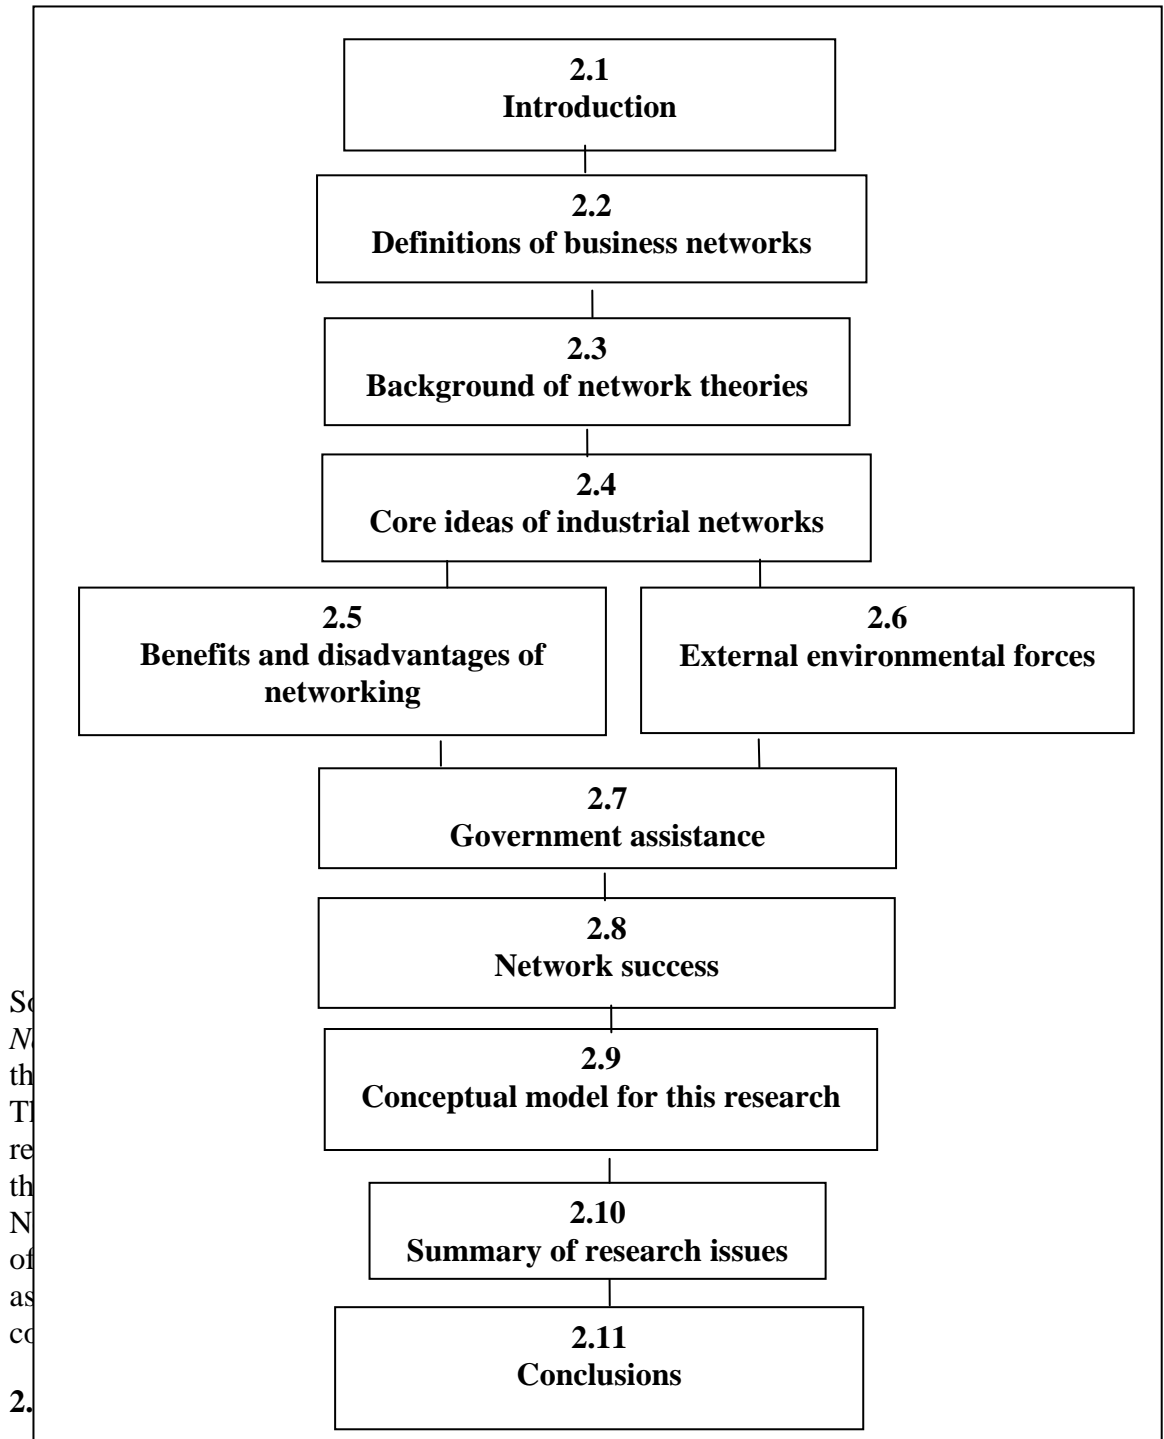 2.1
Introduction
2.2
Definitions of business networks
2.3
Background of network theories
2.4
Core ideas of industrial networks
2.5
Benefits and disadvantages of
networking
2.6
External environmental forces
2.7
Government assistance
2.8
Network success
2.9
Conceptual model for this research
2.10
Summary of research issues
2.11
Conclusions
2.